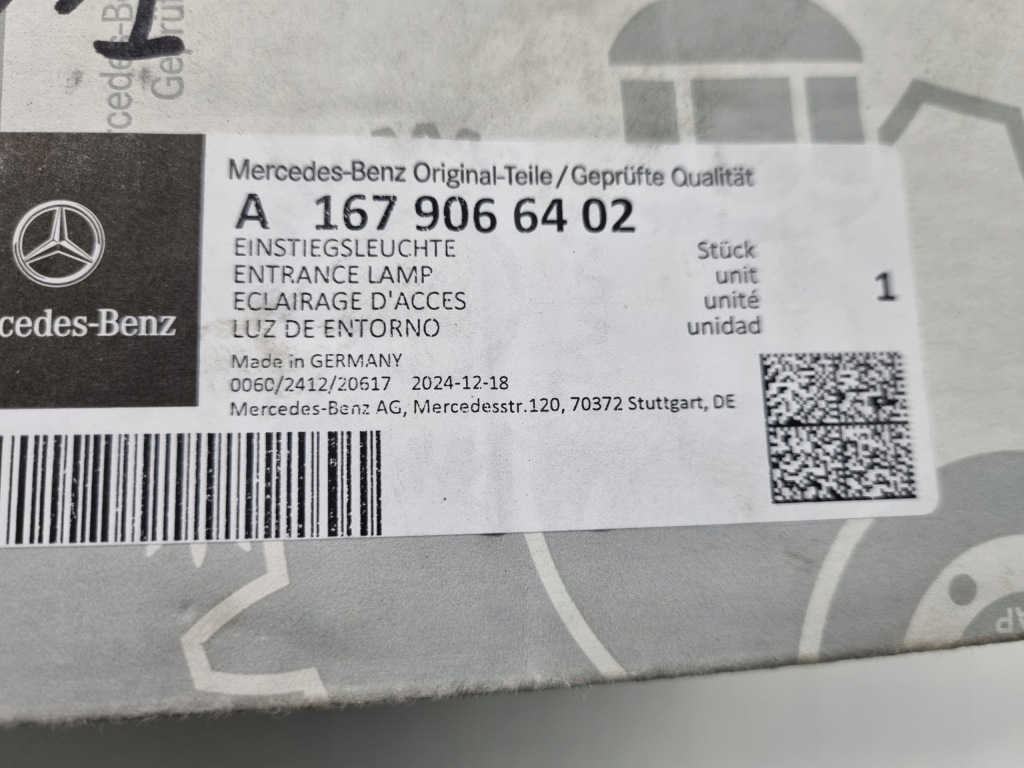 Mercedes-Benz Original-Teile/Geprüfte Qualität
A 167 906 64 02
EINSTIEGSLEUCHTE Stück
ENTRANCE LAMP unit
ECLAIRAGE D'ACCES unité 1
LUZ DE ENTORNO unidad
cedes-Benz
Made in GERMANY
0060/2412/20617 2024-12-18
Mercedes-Benz AG, Mercedesstr.120, 70372 Stuttgart, DE